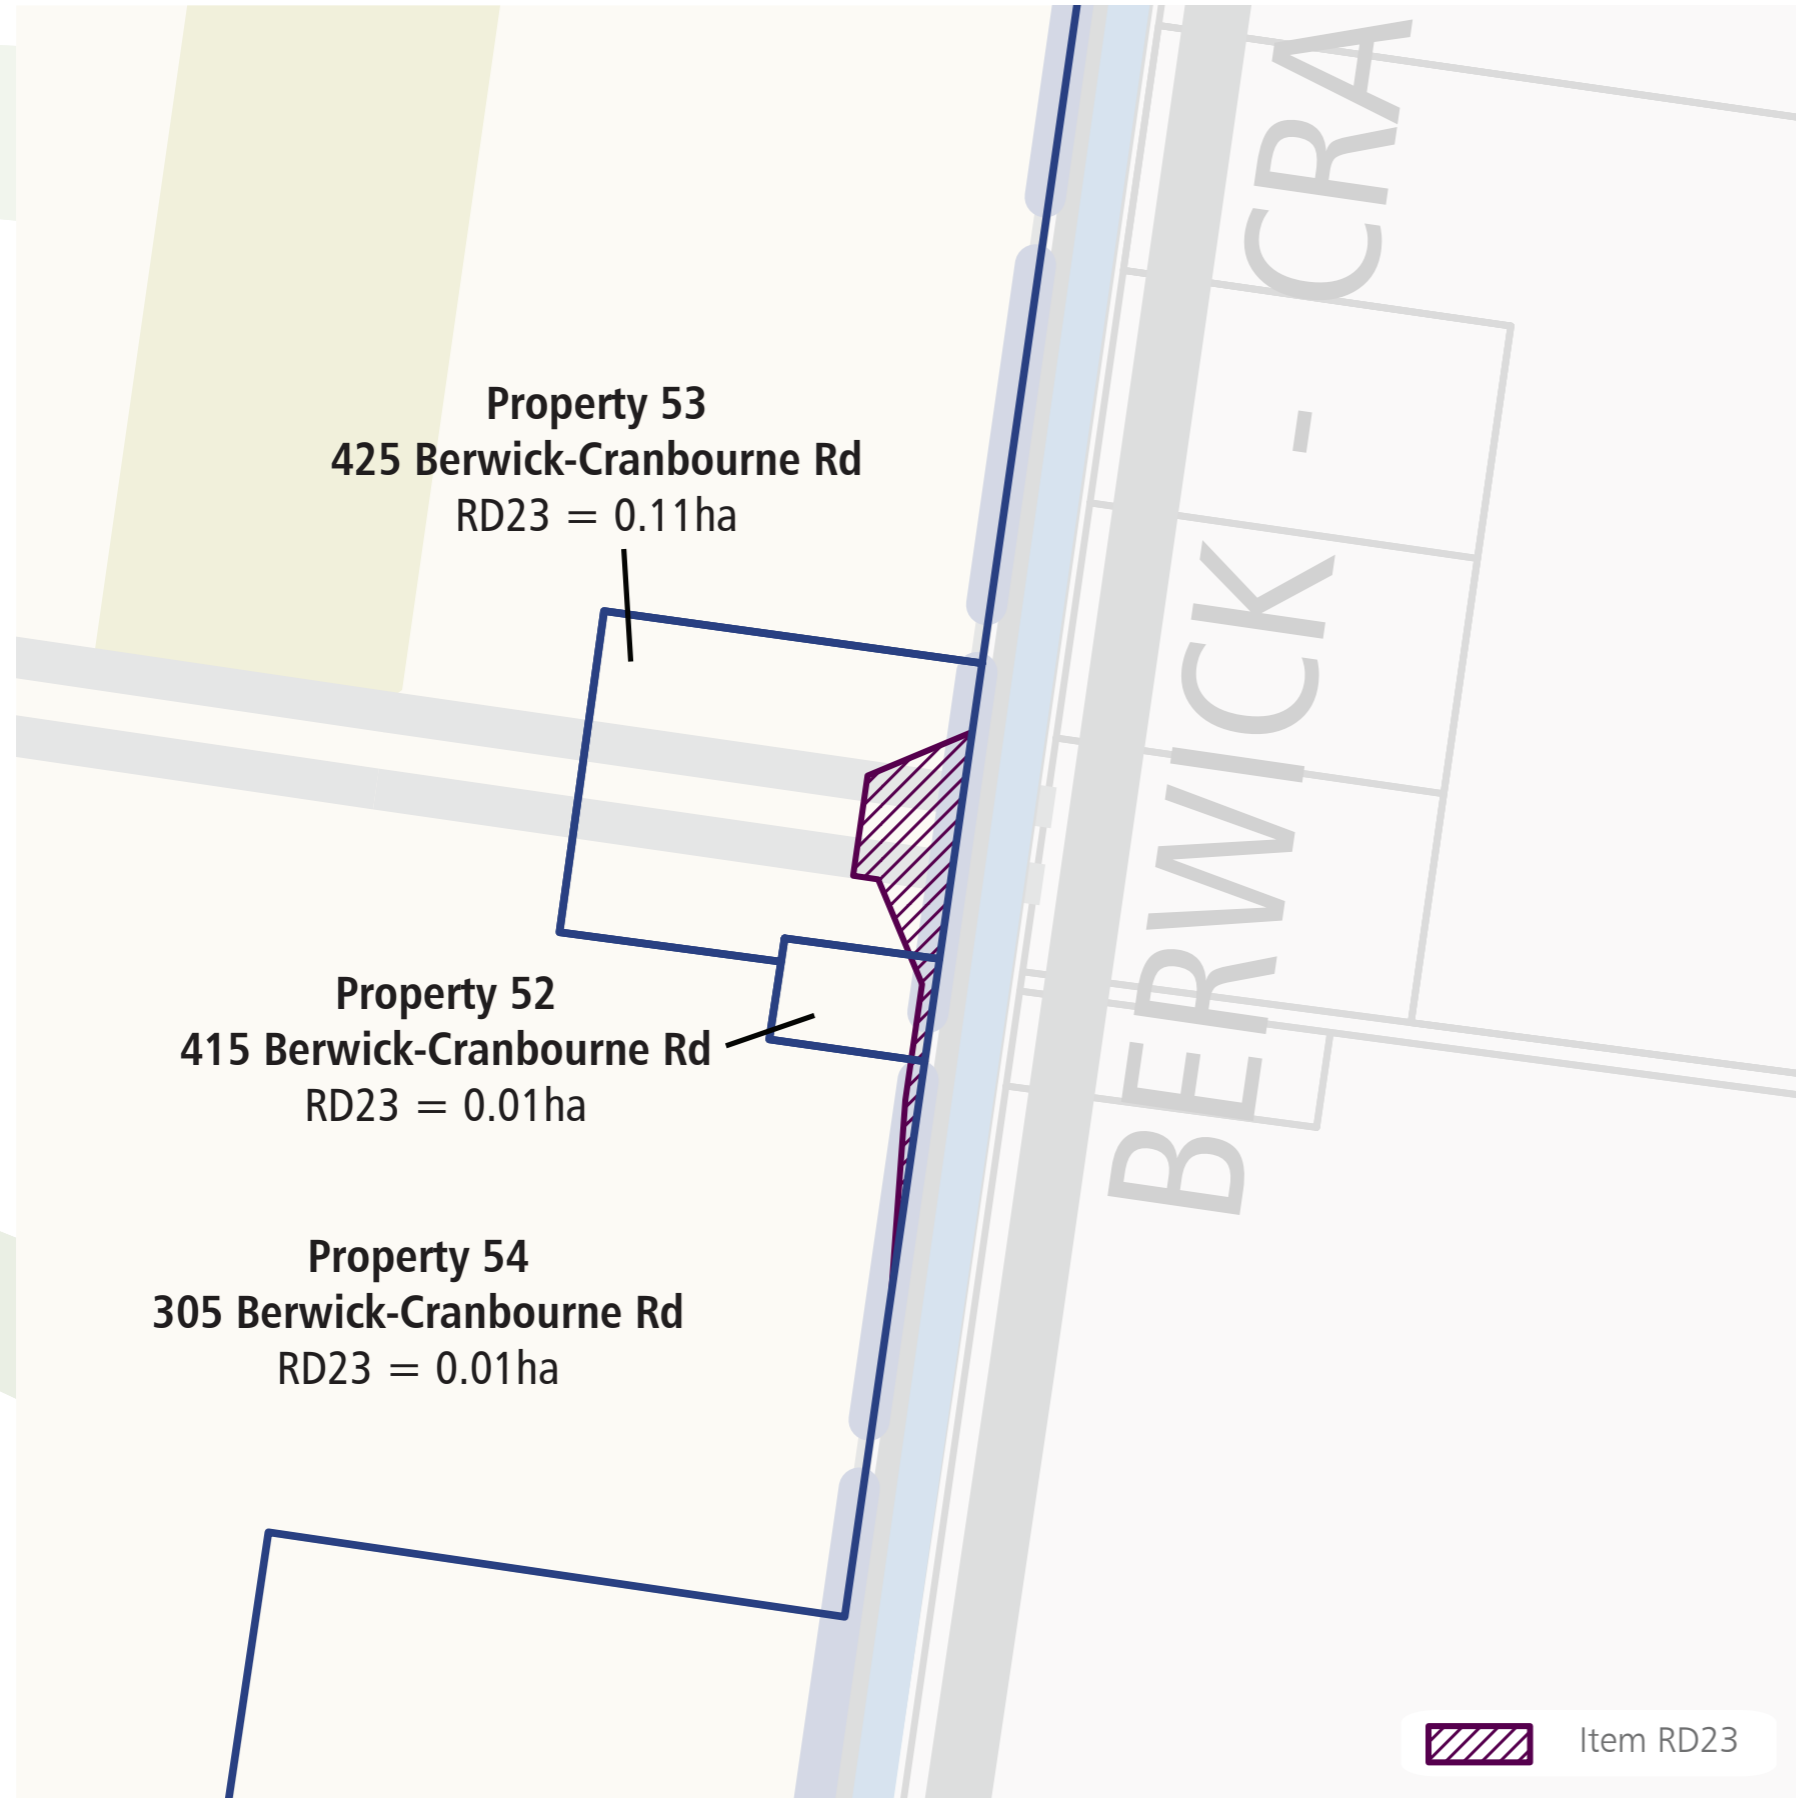 Property 53
425 Berwick-Cranbourne Rd
RD23 = 0.11ha
Property 52
415 Berwick-Cranbourne Rd
RD23 = 0.01ha
Property 54
305 Berwick-Cranbourne Rd
RD23 = 0.01ha
BERWICK - CRA
Item RD23